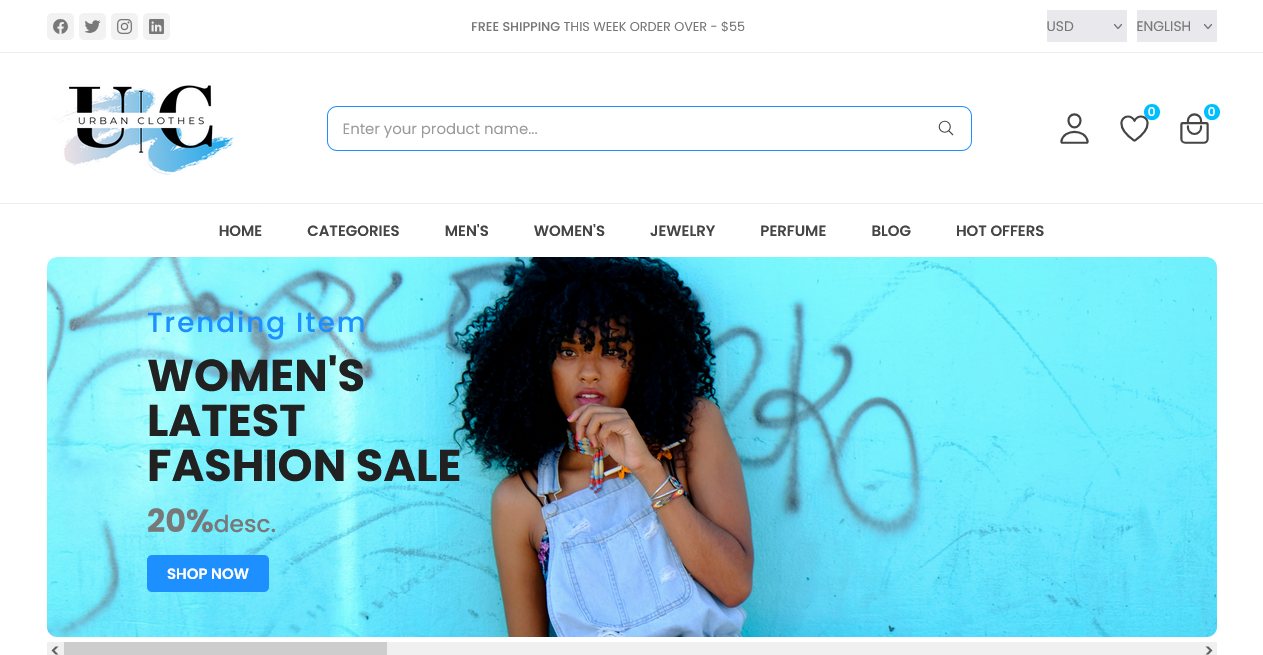 FREE SHIPPING THIS WEEK ORDER OVER - $55
USD
ENGLISH
UC
URBAN CLOTHES
Enter your product name...
0
0
HOME
CATEGORIES
MEN'S
WOMEN'S
JEWELRY
PERFUME
BLOG
HOT OFFERS
Trending Item
WOMEN'S
LATEST
FASHION SALE
20%desc.
SHOP NOW